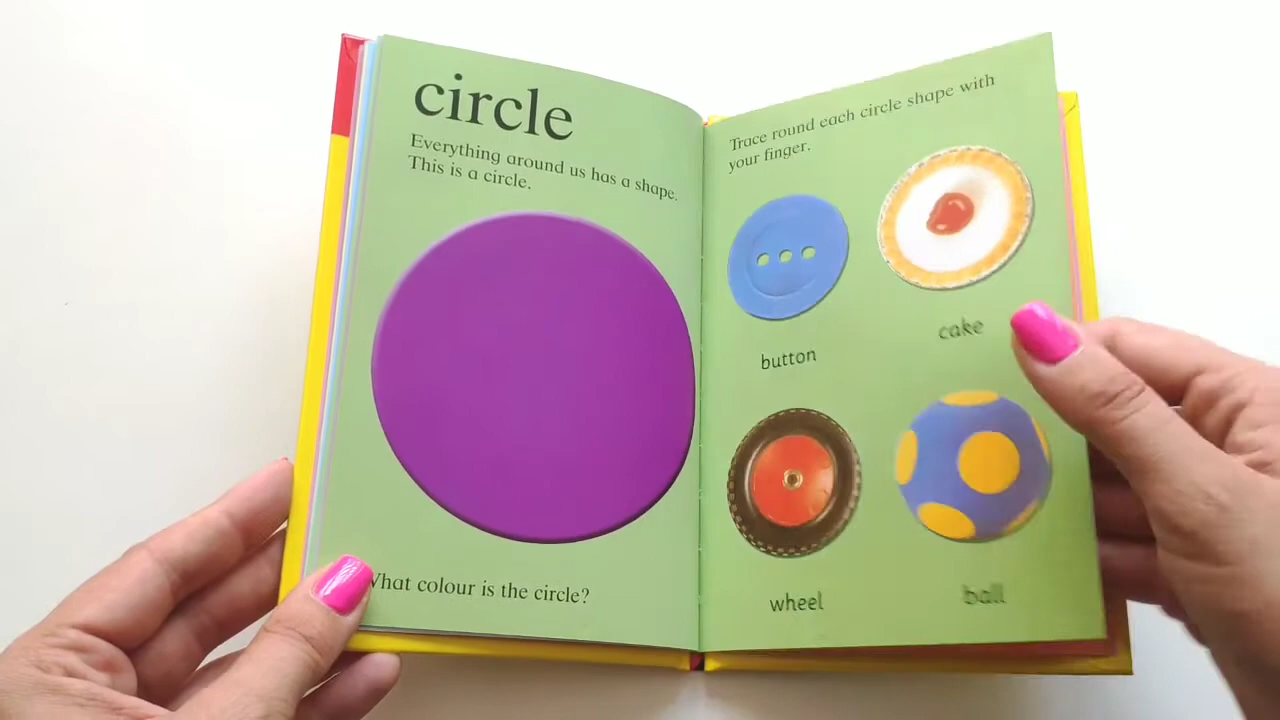 circle
Everything around us has a shape.
This is a circle.
What colour is the circle?
Trace round each circle shape with
your finger.
button
cake
wheel
ball